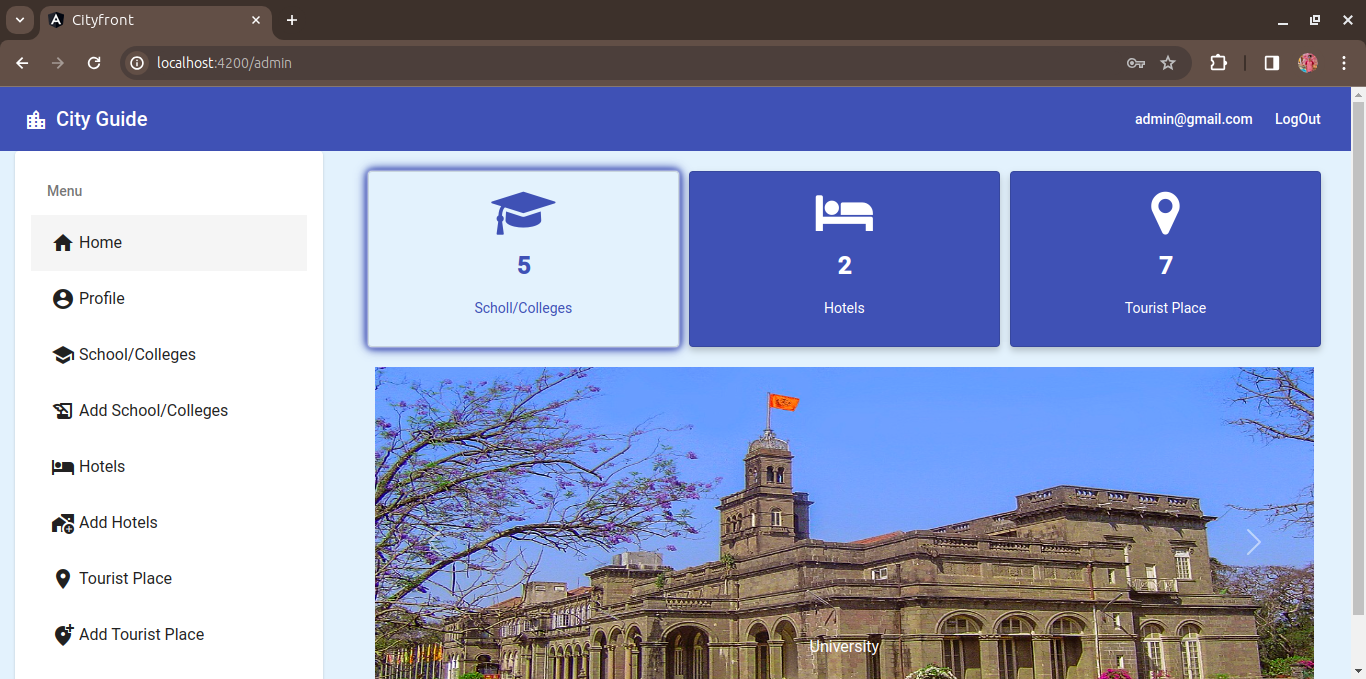 Cityfront
localhost:4200/admin
City Guide
admin@gmail.com LogOut
Menu
Home
Profile
School/Colleges
Add School/Colleges
Hotels
Add Hotels
Tourist Place
Add Tourist Place
5
Scholl/Colleges
2
Hotels
7
Tourist Place
University